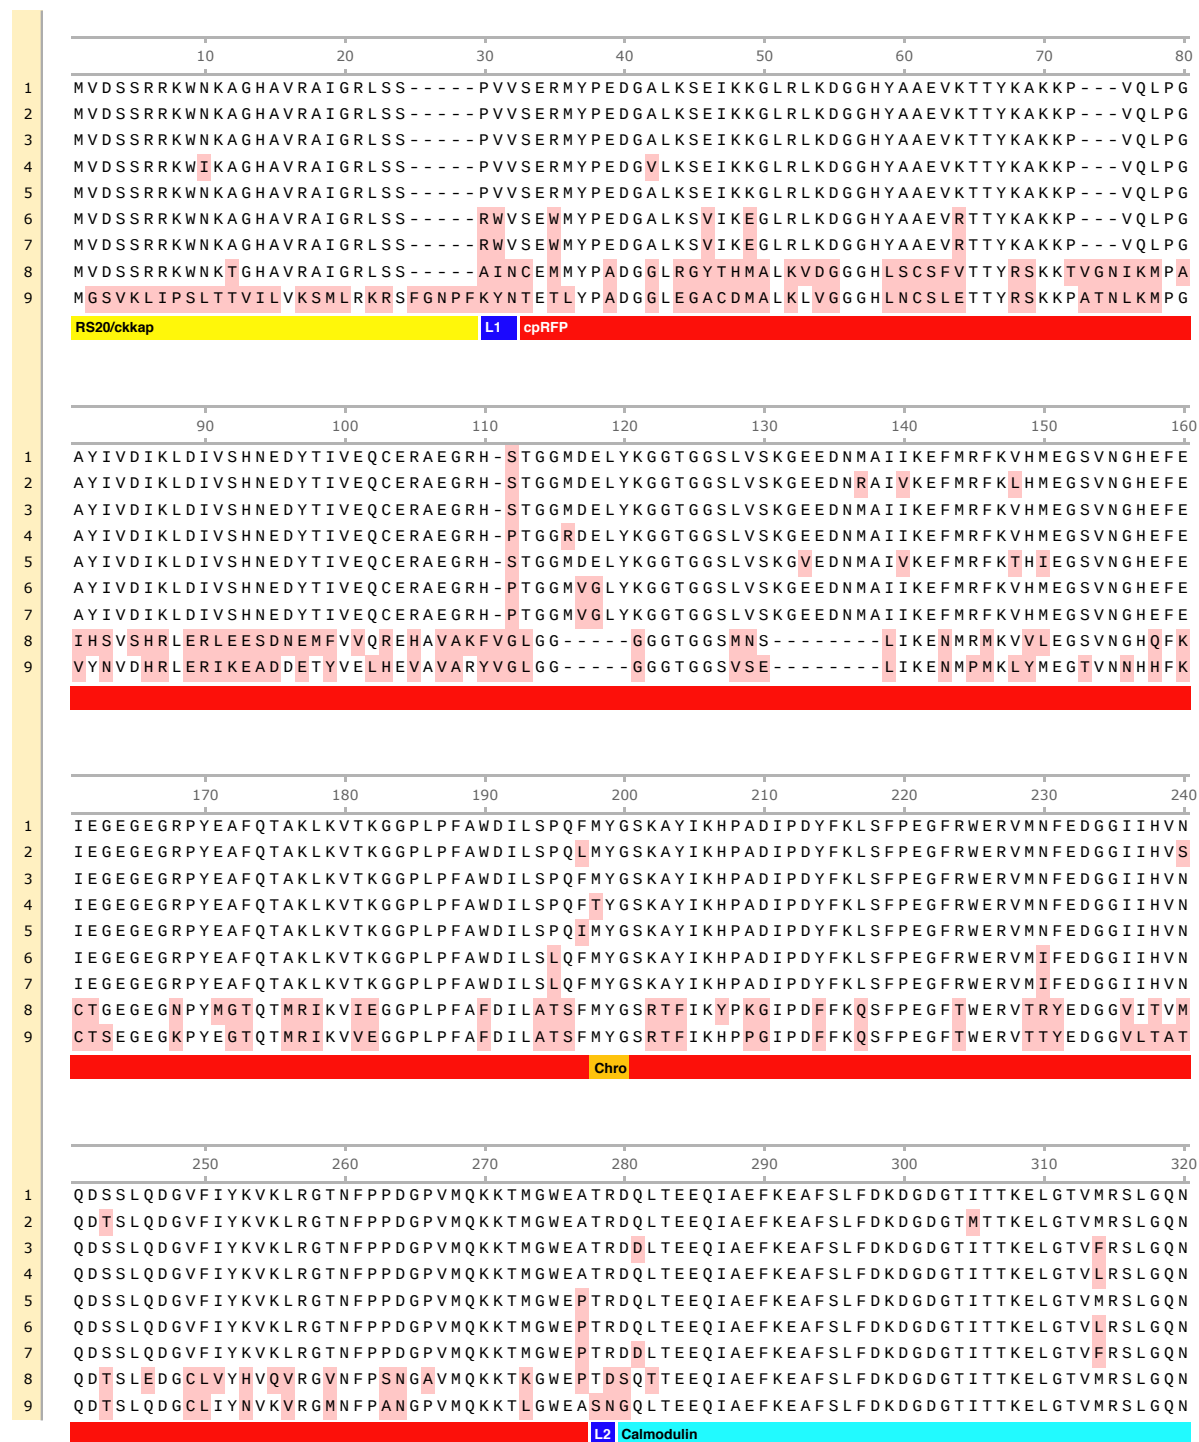 10 20 30 40 50 60 70 80
1 MVDSSRRKWNKAGHAVRAIGRLSS-----PVVSERMYPEDGALKSEIKKGLRLKDGGHYAAEVKTTYKAKKP---VQLPG
2 MVDSSRRKWNKAGHAVRAIGRLSS-----PVVSERMYPEDGALKSEIKKGLRLKDGGHYAAEVKTTYKAKKP---VQLPG
3 MVDSSRRKWNKAGHAVRAIGRLSS-----PVVSERMYPEDGALKSEIKKGLRLKDGGHYAAEVKTTYKAKKP---VQLPG
4 MVDSSRRKWIKAGHAVRAIGRLSS-----PVVSERMYPEDGVLKSEIKKGLRLKDGGHYAAEVKTTYKAKKP---VQLPG
5 MVDSSRRKWNKAGHAVRAIGRLSS-----PVVSERMYPEDGALKSEIKKGLRLKDGGHYAAEVKTTYKAKKP---VQLPG
6 MVDSSRRKWNKAGHAVRAIGRLSS-----RWVSEWMYPEDGALKSVIKEGLRLKDGGHYAAEVRTTYKAKKP---VQLPG
7 MVDSSRRKWNKAGHAVRAIGRLSS-----RWVSEWMYPEDGALKSVIKEGLRLKDGGHYAAEVRTTYKAKKP---VQLPG
8 MVDSSRRKWNKTGHAVRAIGRLSS-----AINCEMMYPADGGLRGYTHMALKVDGGGHLSCSFVTTYRSKKTVGNIKMPA
9 MGSVKLIPSLTTVILVKSMLRKRSFGNPFKYNTETLYPADGGLEGACDMALKLVGGGHLNCSLETTYRSKKPATNLKMPG
RS20/ckkap L1 cpRFP
90 100 110 120 130 140 150 160
1 AYIVDIKLDIVSHNEDYTIVEQCERAEGRH-STGGMDELYKGGTGGSLVSKGEEDNMAIIKEFMRFKVHMEGSVNGHEFE
2 AYIVDIKLDIVSHNEDYTIVEQCERAEGRH-STGGMDELYKGGTGGSLVSKGEEDNRAIVKEFMRFKLHMEGSVNGHEFE
3 AYIVDIKLDIVSHNEDYTIVEQCERAEGRH-STGGMDELYKGGTGGSLVSKGEEDNMAIIKEFMRFKVHMEGSVNGHEFE
4 AYIVDIKLDIVSHNEDYTIVEQCERAEGRH-PTGGRDELYKGGTGGSLVSKGEEDNMAIIKEFMRFKVHMEGSVNGHEFE
5 AYIVDIKLDIVSHNEDYTIVEQCERAEGRH-STGGMDELYKGGTGGSLVSKGVEDNMAIVKEFMRFKTHIEGSVNGHEFE
6 AYIVDIKLDIVSHNEDYTIVEQCERAEGRH-PTGGMVGLYKGGTGGSLVSKGEEDNMAIIKEFMRFKVHMEGSVNGHEFE
7 AYIVDIKLDIVSHNEDYTIVEQCERAEGRH-PTGGMVGLYKGGTGGSLVSKGEEDNMAIIKEFMRFKVHMEGSVNGHEFE
8 IHSVSHRLERLEESDNEMFVVQREHAVAKFVGLGG-----GGGTGGSMNS--------LIKENMRMKVVLEGSVNGHQFK
9 VYNVDHRLERIKEADDETYVELHEVAVARYVGLGG-----GGGTGGSVSE--------LIKENMPMKLYMEGTVNNHHFK
170 180 190 200 210 220 230 240
1 IEGEGEGRPYEAFQTAKLKVTKGGPLPFAWDILSPQFMYGSKAYIKHPADIPDYFKLSFPEGFRWERVMNFEDGGIIHVN
2 IEGEGEGRPYEAFQTAKLKVTKGGPLPFAWDILSPQLMYGSKAYIKHPADIPDYFKLSFPEGFRWERVMNFEDGGIIHVS
3 IEGEGEGRPYEAFQTAKLKVTKGGPLPFAWDILSPQFMYGSKAYIKHPADIPDYFKLSFPEGFRWERVMNFEDGGIIHVN
4 IEGEGEGRPYEAFQTAKLKVTKGGPLPFAWDILSPQFTYGSKAYIKHPADIPDYFKLSFPEGFRWERVMNFEDGGIIHVN
5 IEGEGEGRPYEAFQTAKLKVTKGGPLPFAWDILSPQIMYGSKAYIKHPADIPDYFKLSFPEGFRWERVMNFEDGGIIHVN
6 IEGEGEGRPYEAFQTAKLKVTKGGPLPFAWDILSLQFMYGSKAYIKHPADIPDYFKLSFPEGFRWERVMIFEDGGIIHVN
7 IEGEGEGRPYEAFQTAKLKVTKGGPLPFAWDILSLQFMYGSKAYIKHPADIPDYFKLSFPEGFRWERVMIFEDGGIIHVN
8 CTGEGEGNPYMGTQTMRIKVIEGGPLPFAFDILATSFMYGSRTFIKYPKGIPDFFKQSFPEGFTWERVTRYEDGGVITVM
9 CTSEGEGKPYEGTQTMRIKVVEGGPLPFAFDILATSFMYGSRTFIKHPPGIPDFFKQSFPEGFTWERVTTYEDGGVLTAT
Chro
250 260 270 280 290 300 310 320
1 QDSSLQDGVFIYKVKLRGTNFPPDGPVMQKKTMGWEATRDQLTEEQIAEFKEAFSLFDKDGDGTITTKELGTVMRSLGQN
2 QDTSLQDGVFIYKVKLRGTNFPPDGPVMQKKTMGWEATRDQLTEEQIAEFKEAFSLFDKDGDGTMTTKELGTVMRSLGQN
3 QDSSLQDGVFIYKVKLRGTNFPPDGPVMQKKTMGWEATRDDLTEEQIAEFKEAFSLFDKDGDGTITTKELGTVFRSLGQN
4 QDSSLQDGVFIYKVKLRGTNFPPDGPVMQKKTMGWEATRDQLTEEQIAEFKEAFSLFDKDGDGTITTKELGTVLRSLGQN
5 QDSSLQDGVFIYKVKLRGTNFPPDGPVMQKKTMGWEPTRDQLTEEQIAEFKEAFSLFDKDGDGTITTKELGTVMRSLGQN
6 QDSSLQDGVFIYKVKLRGTNFPPDGPVMQKKTMGWEPTRDQLTEEQIAEFKEAFSLFDKDGDGTITTKELGTVLRSLGQN
7 QDSSLQDGVFIYKVKLRGTNFPPDGPVMQKKTMGWEPTRDDLTEEQIAEFKEAFSLFDKDGDGTITTKELGTVFRSLGQN
8 QDTSLEDGCLVYHVQVRGVNFPSNGAVMQKKTKGWEPTDSQTTEEQIAEFKEAFSLFDKDGDGTITTKELGTVMRSLGQN
9 QDTSLQDGCLIYNVKVRGMNFPANGPVMQKKTLGWEASNGQLTEEQIAEFKEAFSLFDKDGDGTITTKELGTVMRSLGQN
L2 Calmodulin